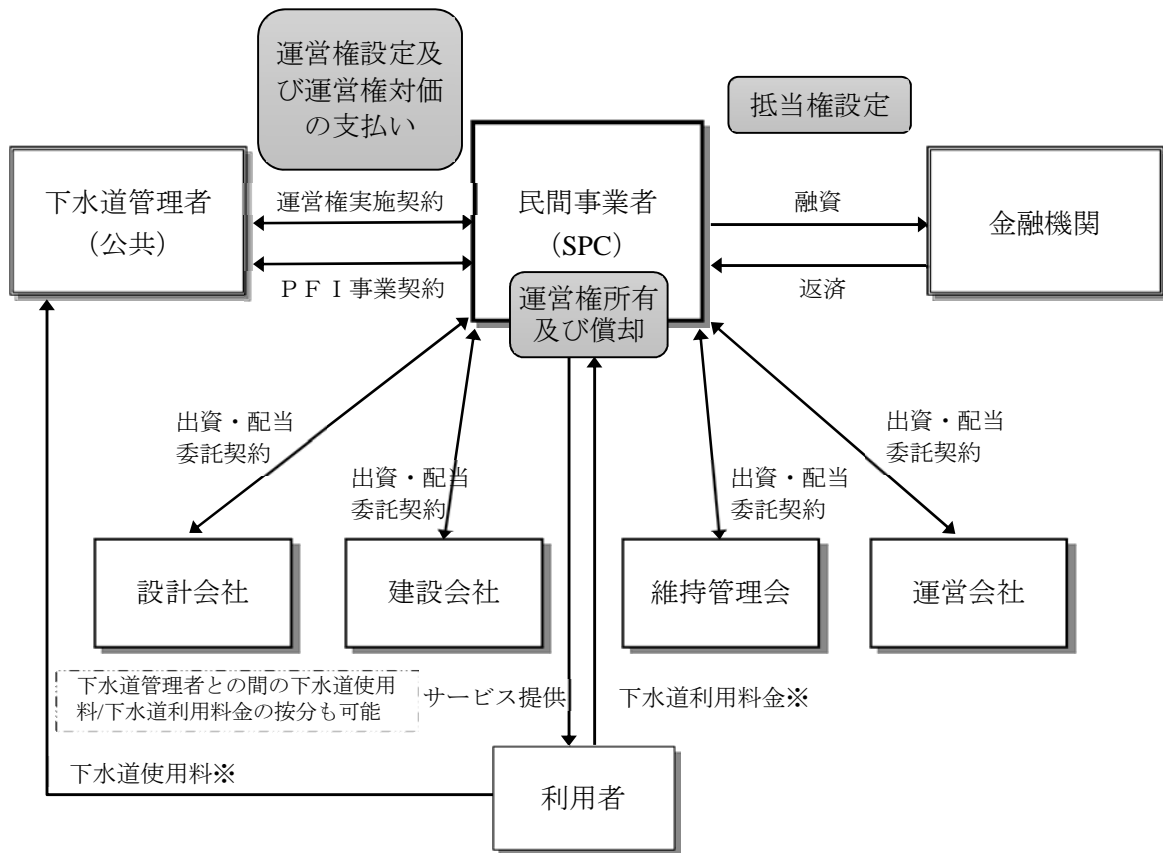 運営権設定及
び運営権対価
の支払い
抵当権設定
下水道管理者
（公共）
運営権実施契約
ＰＦＩ事業契約
民間事業者
（SPC）
運営権所有
及び償却
融資
返済
金融機関
出資・配当
委託契約
出資・配当
委託契約
出資・配当
委託契約
出資・配当
委託契約
設計会社
建設会社
維持管理会
運営会社
下水道管理者との間の下水道使用
料/下水道利用料金の按分も可能
サービス提供
下水道利用料金※
下水道使用料※
利用者